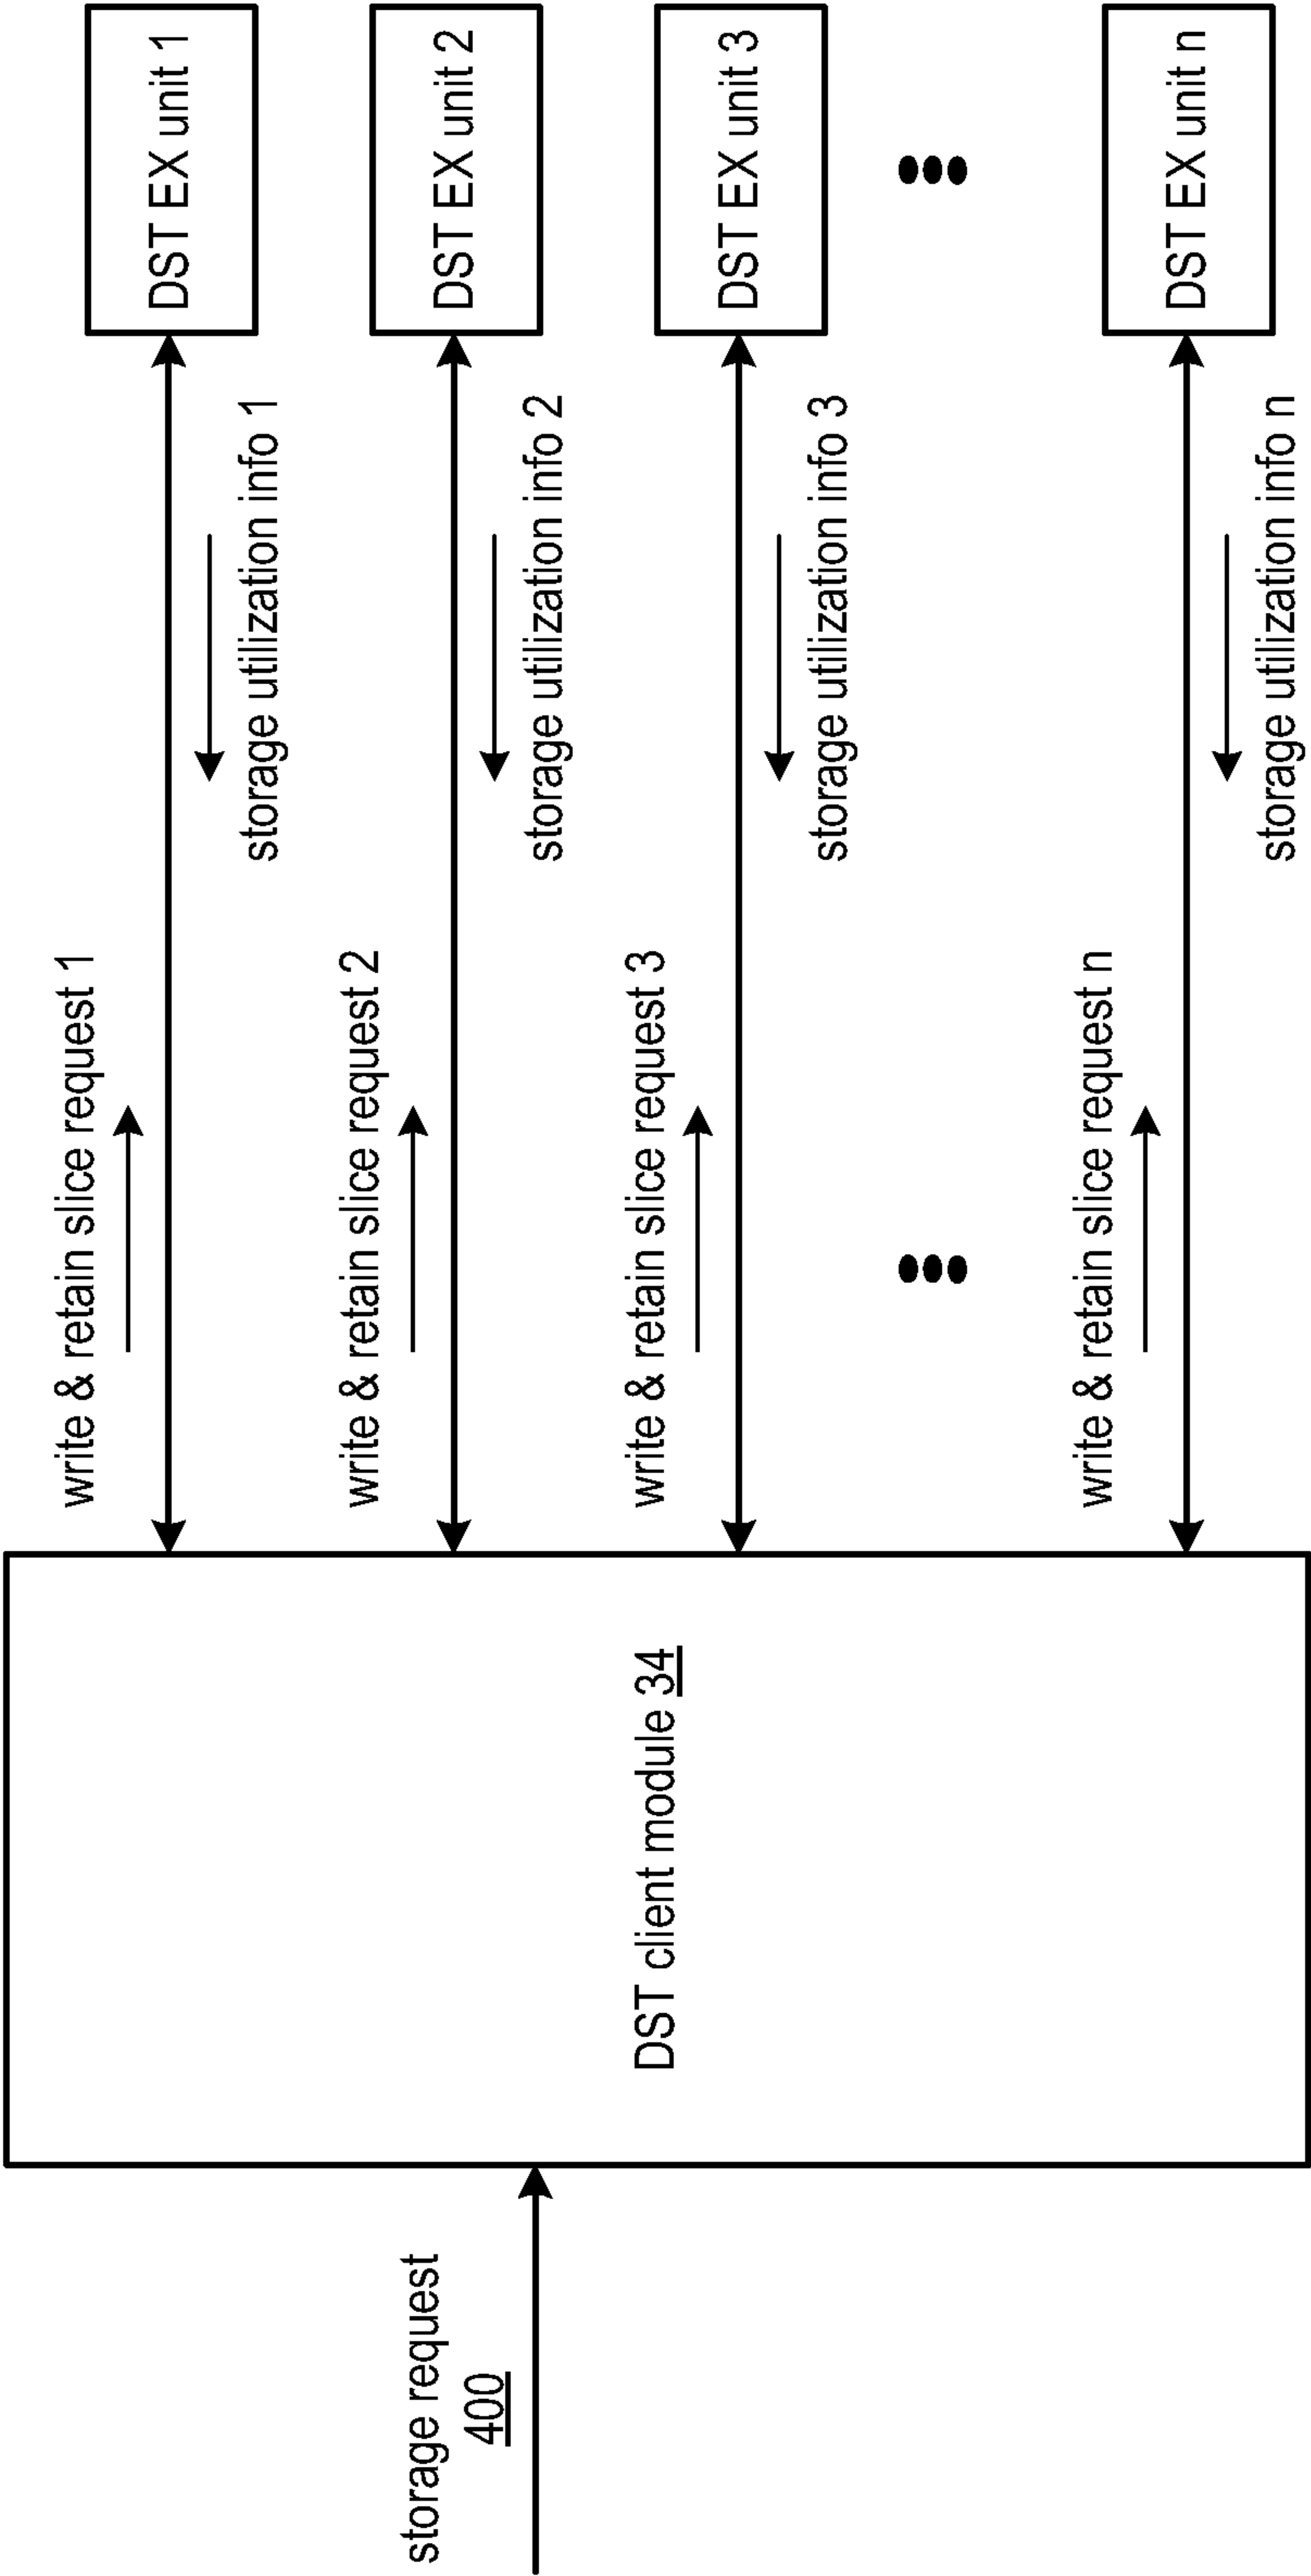 storage request
400
DST client module 34
write & retain slice request 1
storage utilization info 1
DST EX unit 1
write & retain slice request 2
storage utilization info 2
DST EX unit 2
write & retain slice request 3
storage utilization info 3
DST EX unit 3
write & retain slice request n
storage utilization info n
DST EX unit n